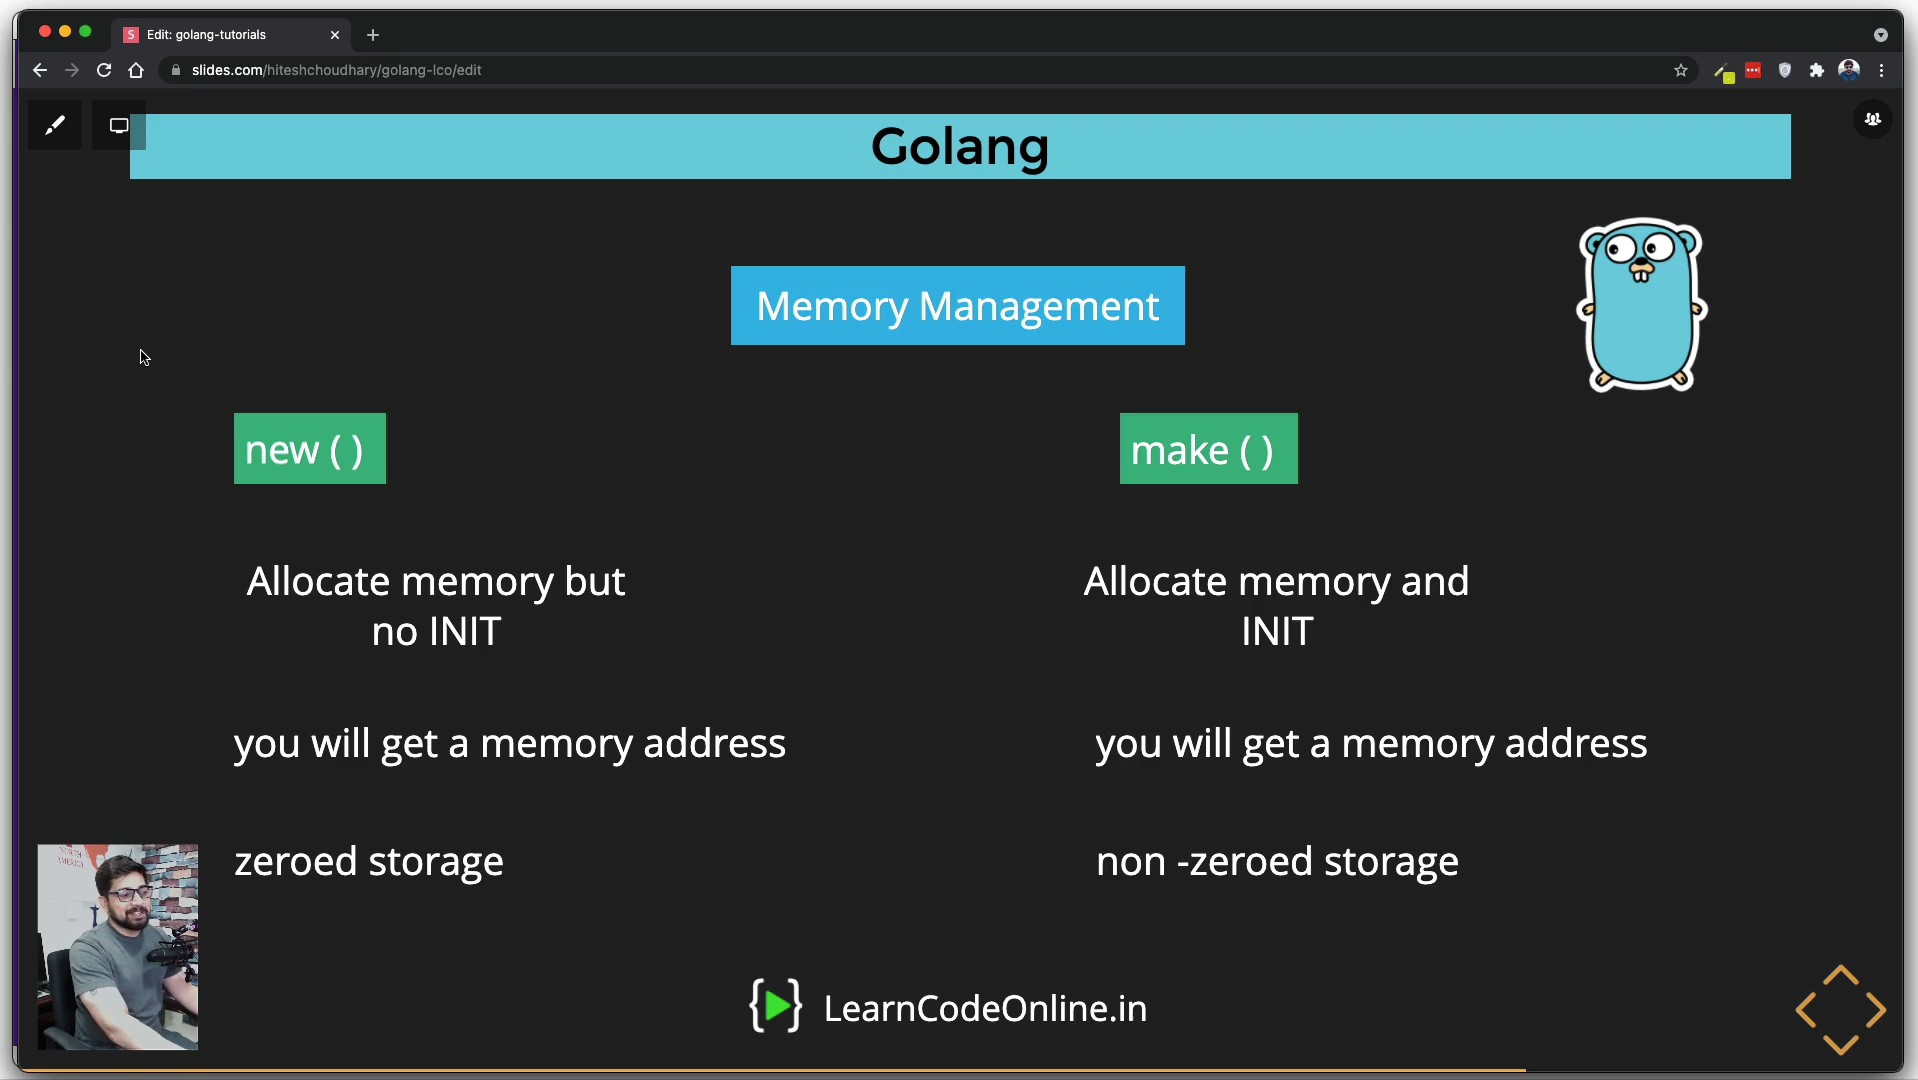 S Edit: golang-tutorials
slides.com/hiteshchoudhary/golang-lco/edit
Golang
Memory Management
new ( )
make ( )
Allocate memory but
no INIT
Allocate memory and
INIT
you will get a memory address
you will get a memory address
zeroed storage
non -zeroed storage
NORTH
AMERICA
LearnCodeOnline.in